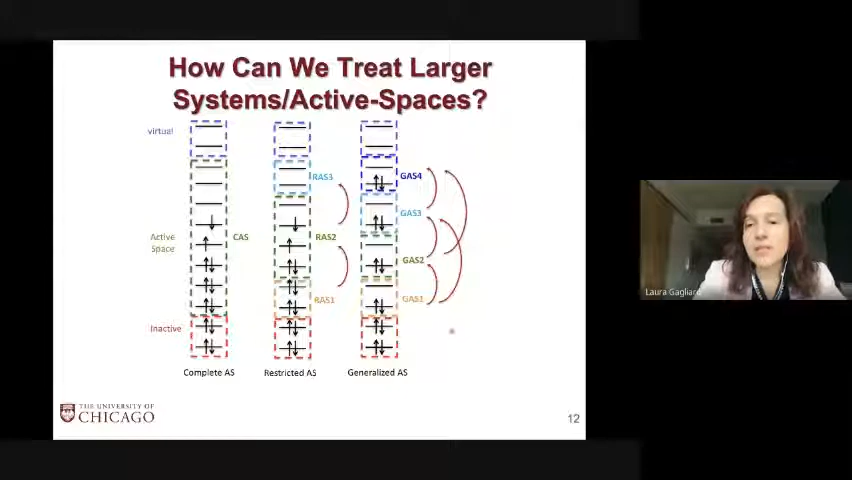 How Can We Treat Larger
Systems/Active-Spaces?
virtual
RAS3
GAS4
GAS3
Active
Space
CAS
RAS2
GAS2
RAS1
GAS1
Inactive
Complete AS
Restricted AS
Generalized AS
THE UNIVERSITY OF
CHICAGO
12
Laura Gagliardi